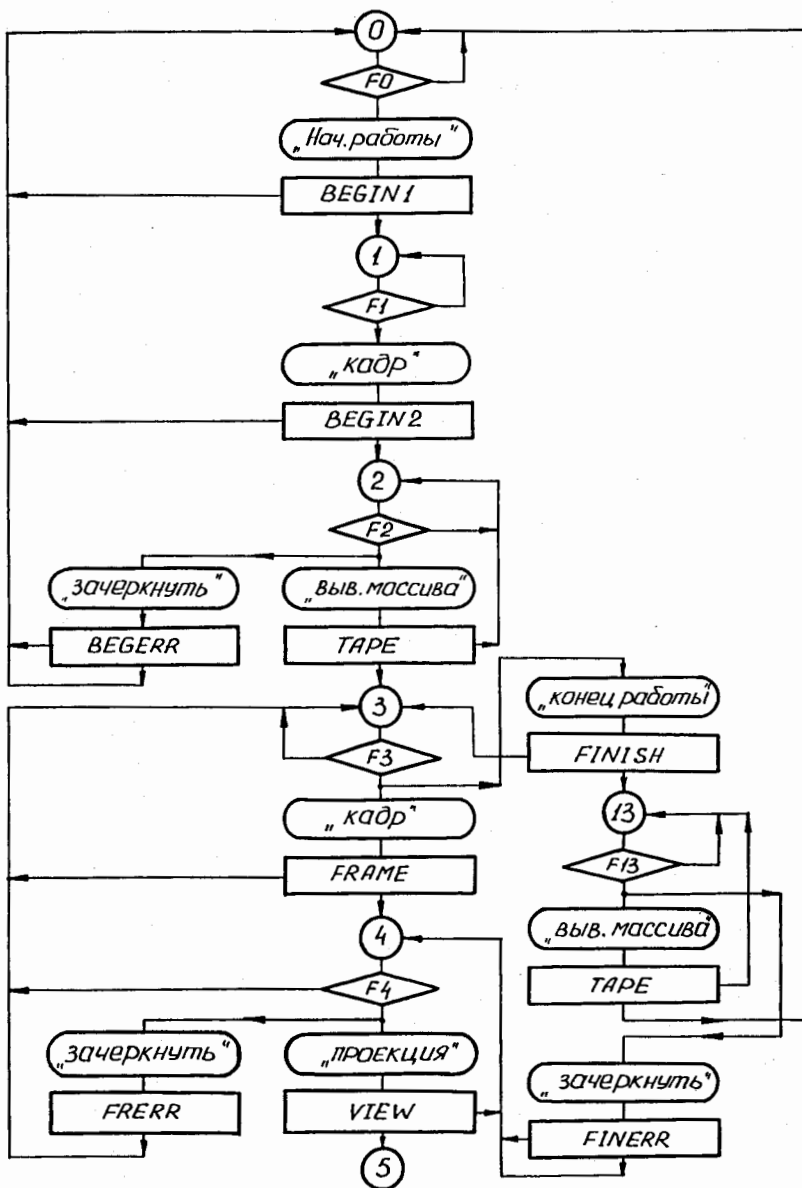 0
F0
„Нач.работы“
BEGIN1
1
F1
„кадр“
BEGIN2
2
F2
„зачеркнуть“
„выв.массива“
BEGERR
TAPE
3
„конец работы“
F3
FINISH
„кадр“
13
FRAME
F13
4
„выв.массива“
F4
TAPE
„зачеркнуть“
„проекция“
„зачеркнуть“
FRERR
VIEW
FINERR
5